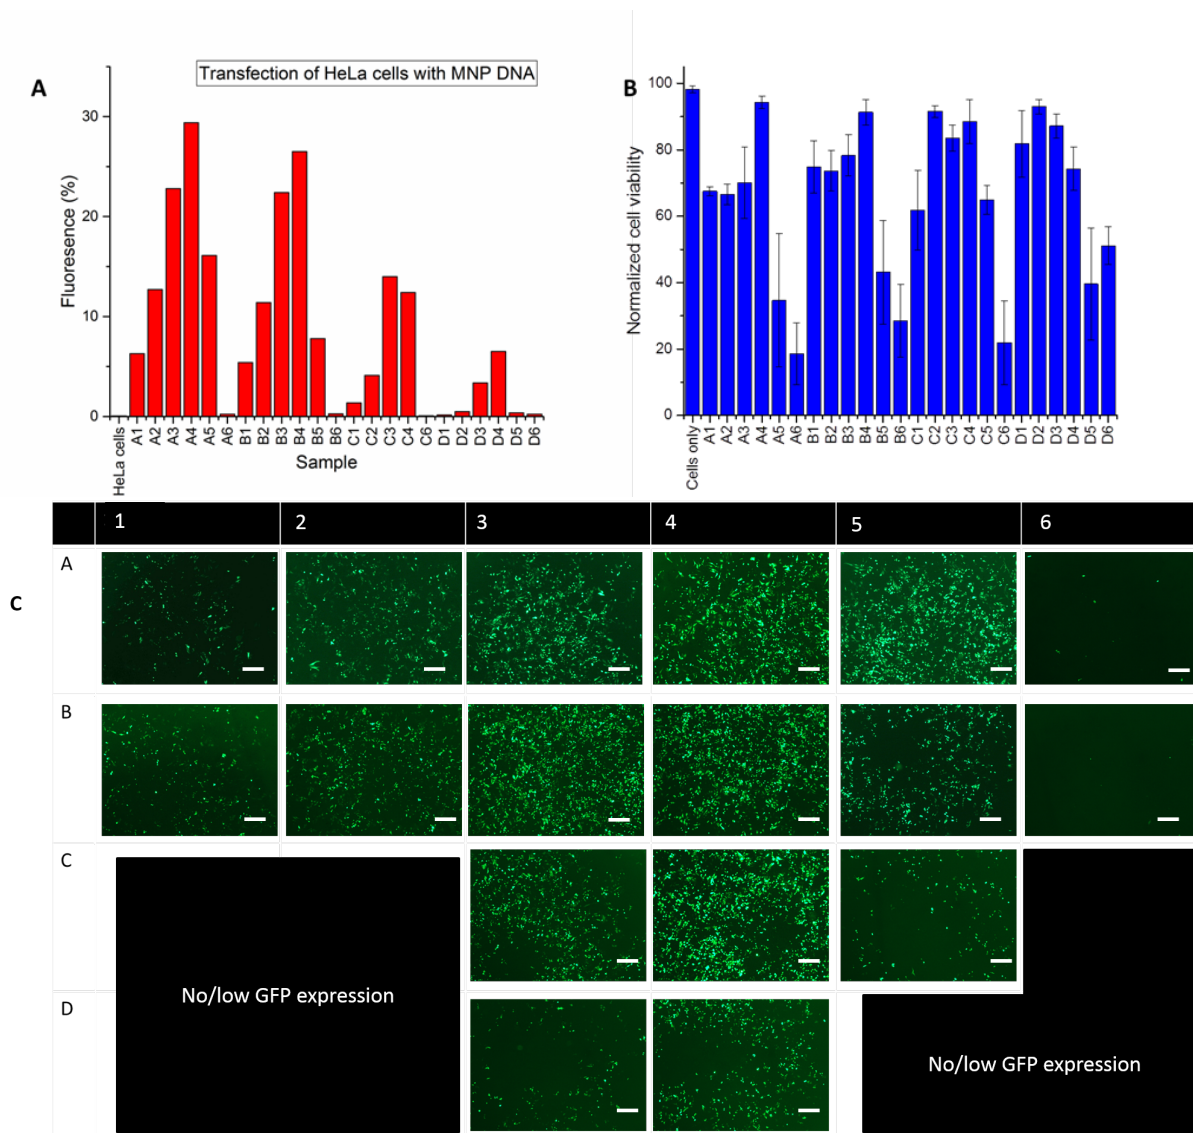 A
Transfection of HeLa cells with MNP DNA
Fluoresence (%)
30
20
10
0
HeLa cells A1 A2 A3 A4 A5 A6 B1 B2 B3 B4 B5 B6 C1 C2 C3 C4 C6 D1 D2 D3 D4 D5 D6
Sample
B
Normalized cell viability
100
80
60
40
20
0
Cells only A1 A2 A3 A4 A5 A6 B1 B2 B3 B4 B5 B6 C1 C2 C3 C4 C5 C6 D1 D2 D3 D4 D5 D6
C
1 2 3 4 5 6
A
B
C
D
No/low GFP expression
No/low GFP expression